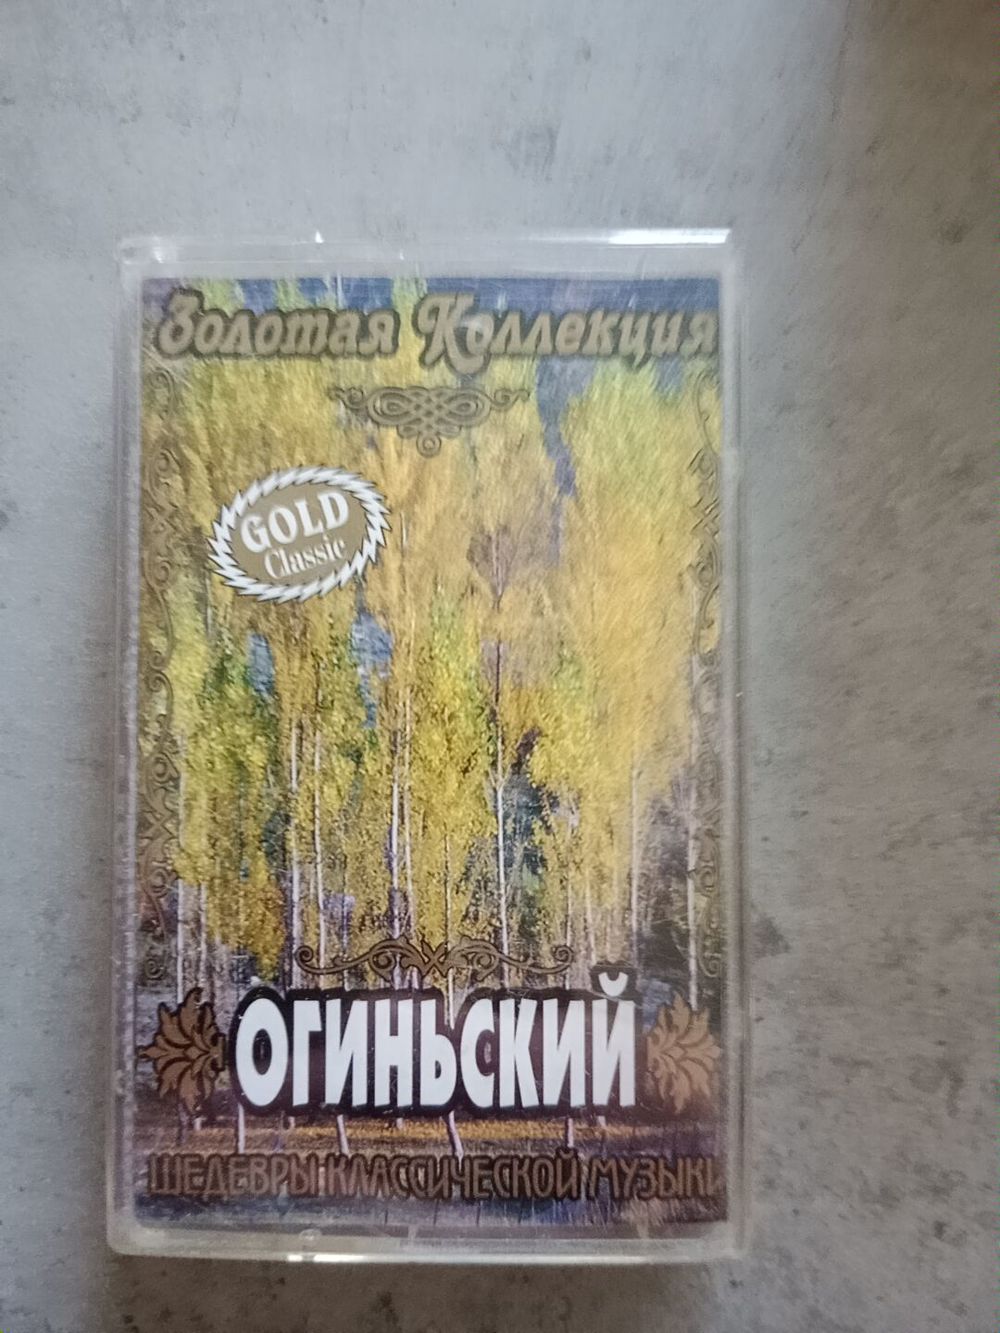 Золотая Коллекция
GOLD
Classic
ОГИНЬСКИЙ
ШЕДЕВРЫ КЛАССИЧЕСКОЙ МУЗЫКИ